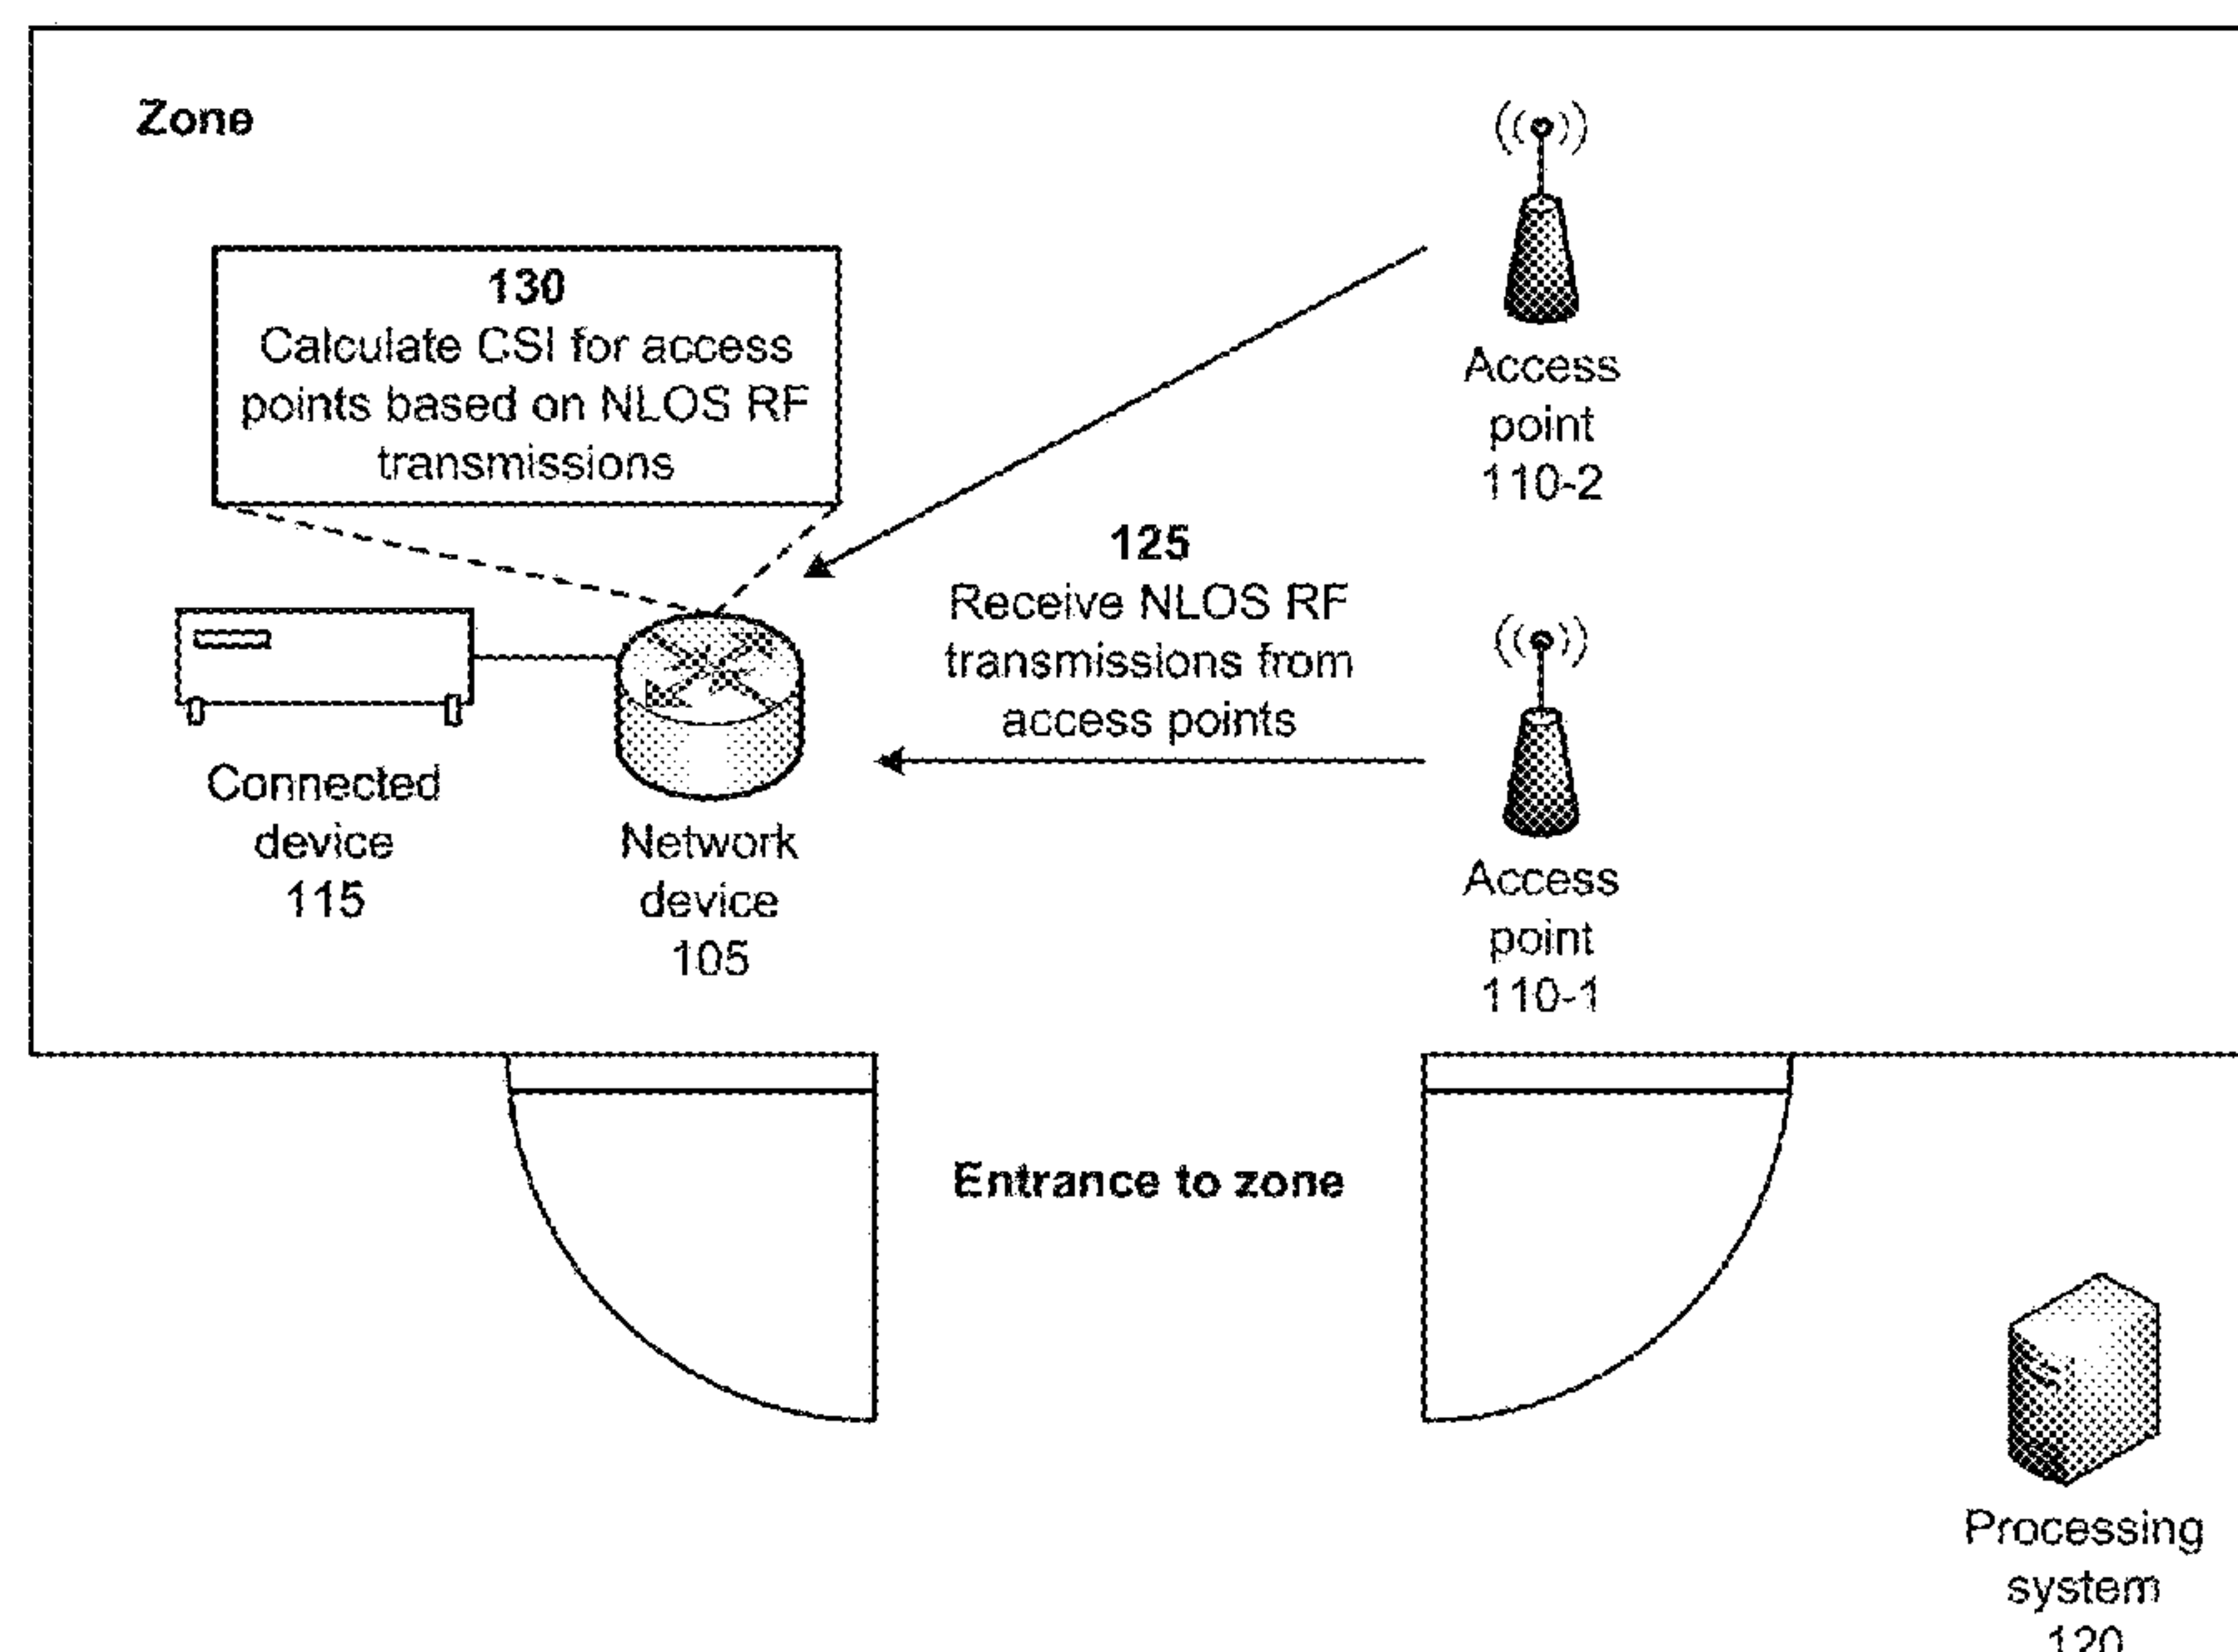 Zone
130
Calculate CSI for access
points based on NLOS RF
transmissions
Access
point
110-2
125
Receive NLOS RF
transmissions from
access points
Connected
device
115
Network
device
105
Access
point
110-1
Entrance to zone
Processing
system
120